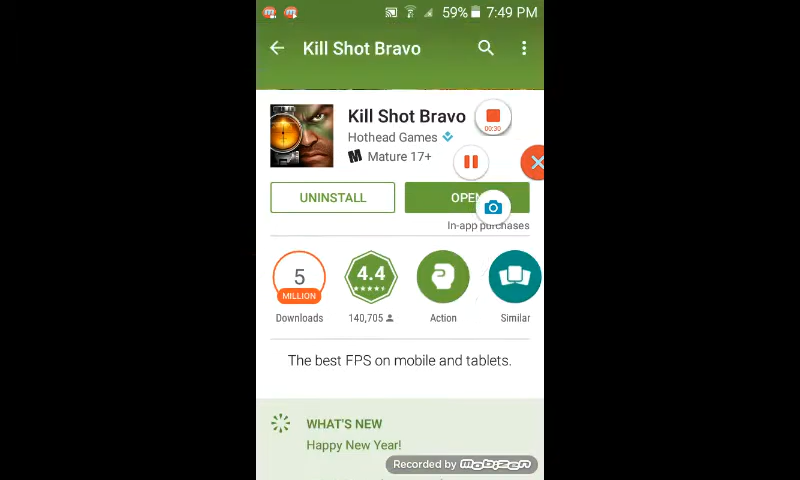 59% 7:49 PM
Kill Shot Bravo
Kill Shot Bravo
00:30
Hothead Games
M Mature 17+
UNINSTALL
OPEN
In-app purchases
5
MILLION
4.4
Downloads
140,705
Action
Similar
The best FPS on mobile and tablets.
WHAT'S NEW
Happy New Year!
Recorded by mobizen